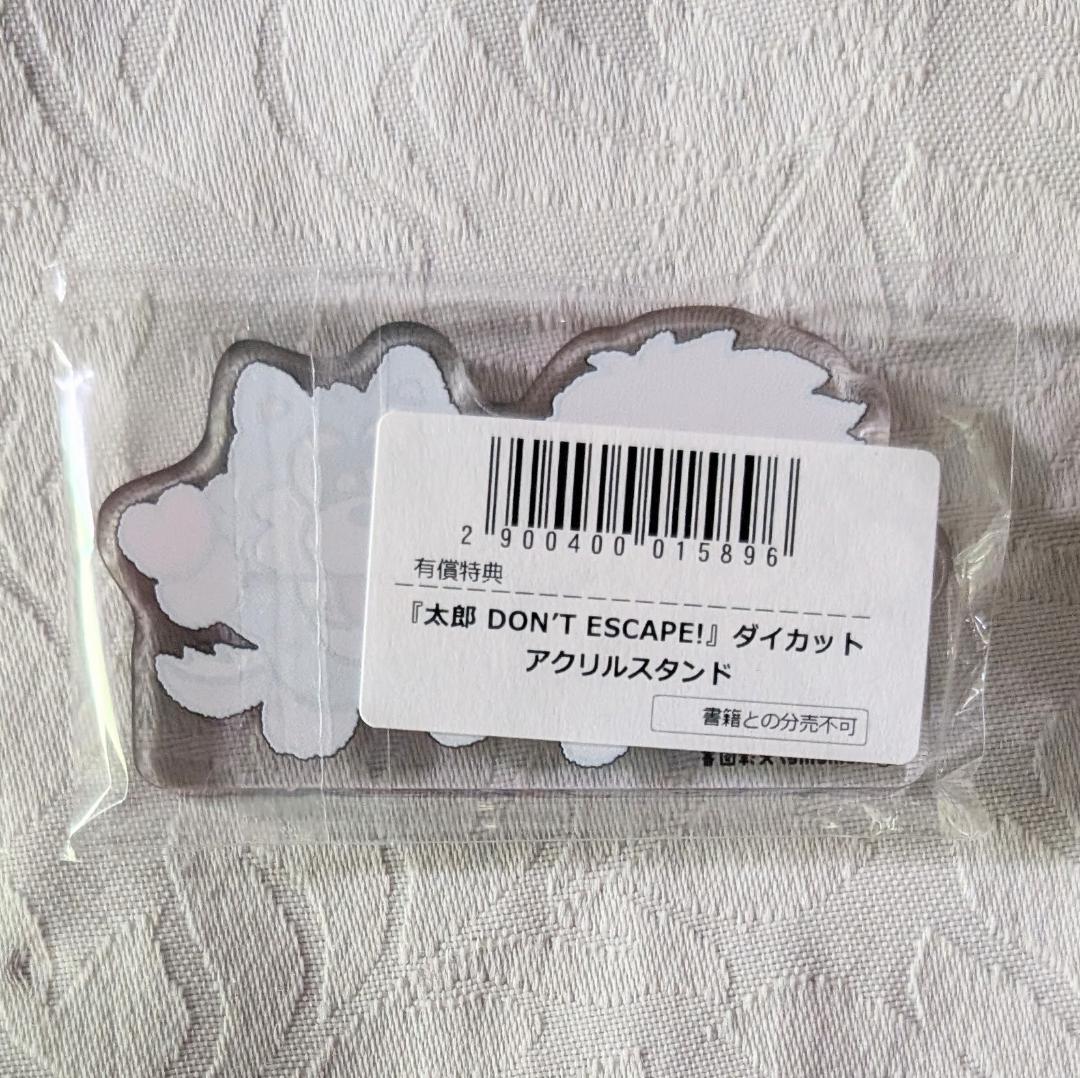 2 900400 015896
有償特典
『太郎 DON'T ESCAPE!』ダイカット
アクリルスタンド
書籍との分売不可